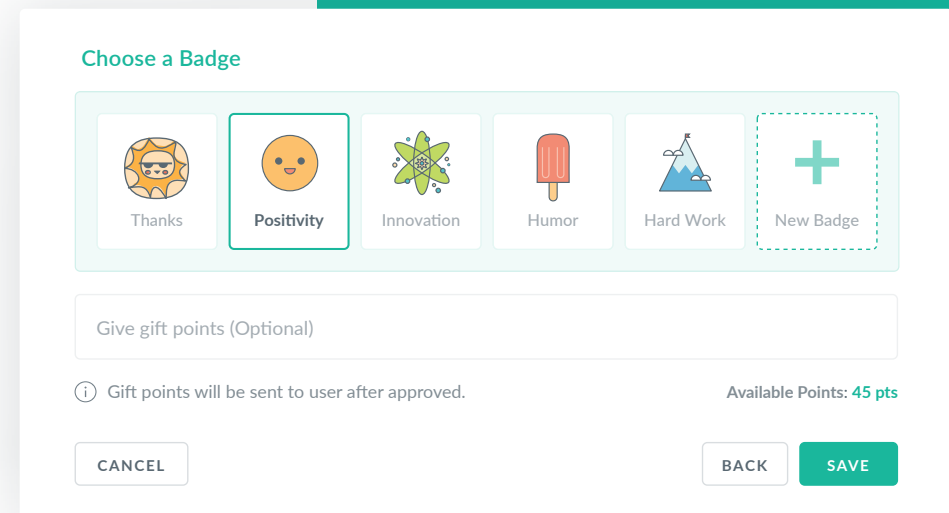 Choose a Badge
Thanks
Positivity
Innovation
Humor
Hard Work
New Badge
Give gift points (Optional)
Gift points will be sent to user after approved.
Available Points: 45 pts
CANCEL
BACK
SAVE